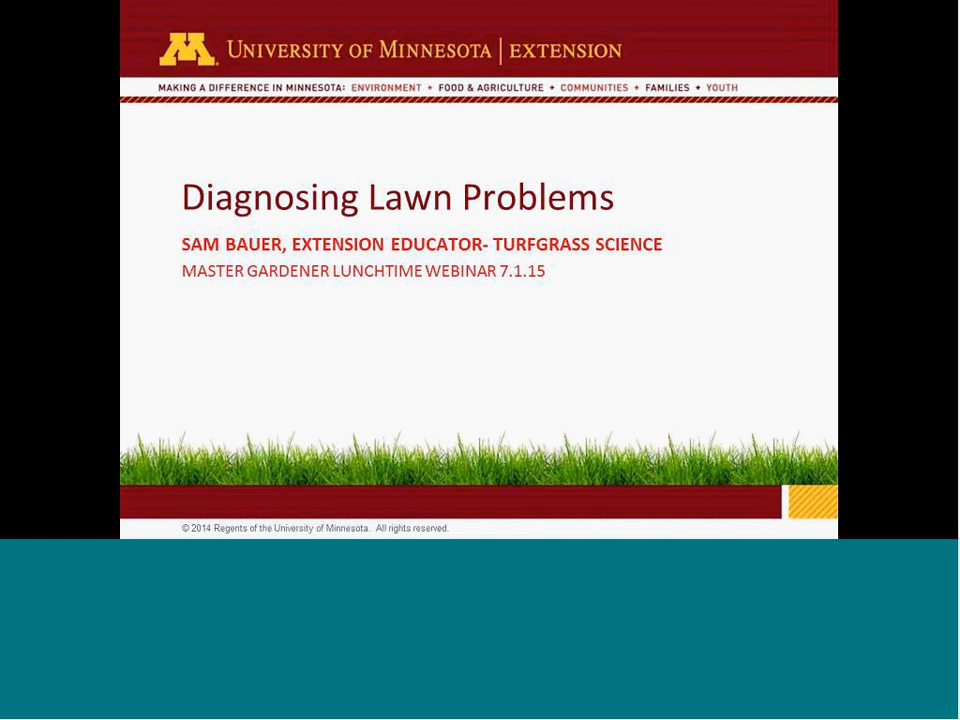 M
UNIVERSITY OF MINNESOTA | EXTENSION
MAKING A DIFFERENCE IN MINNESOTA: ENVIRONMENT + FOOD & AGRICULTURE + COMMUNITIES + FAMILIES + YOUTH
Diagnosing Lawn Problems
SAM BAUER, EXTENSION EDUCATOR- TURFGRASS SCIENCE
MASTER GARDENER LUNCHTIME WEBINAR 7.1.15
© 2014 Regents of the University of Minnesota. All rights reserved.